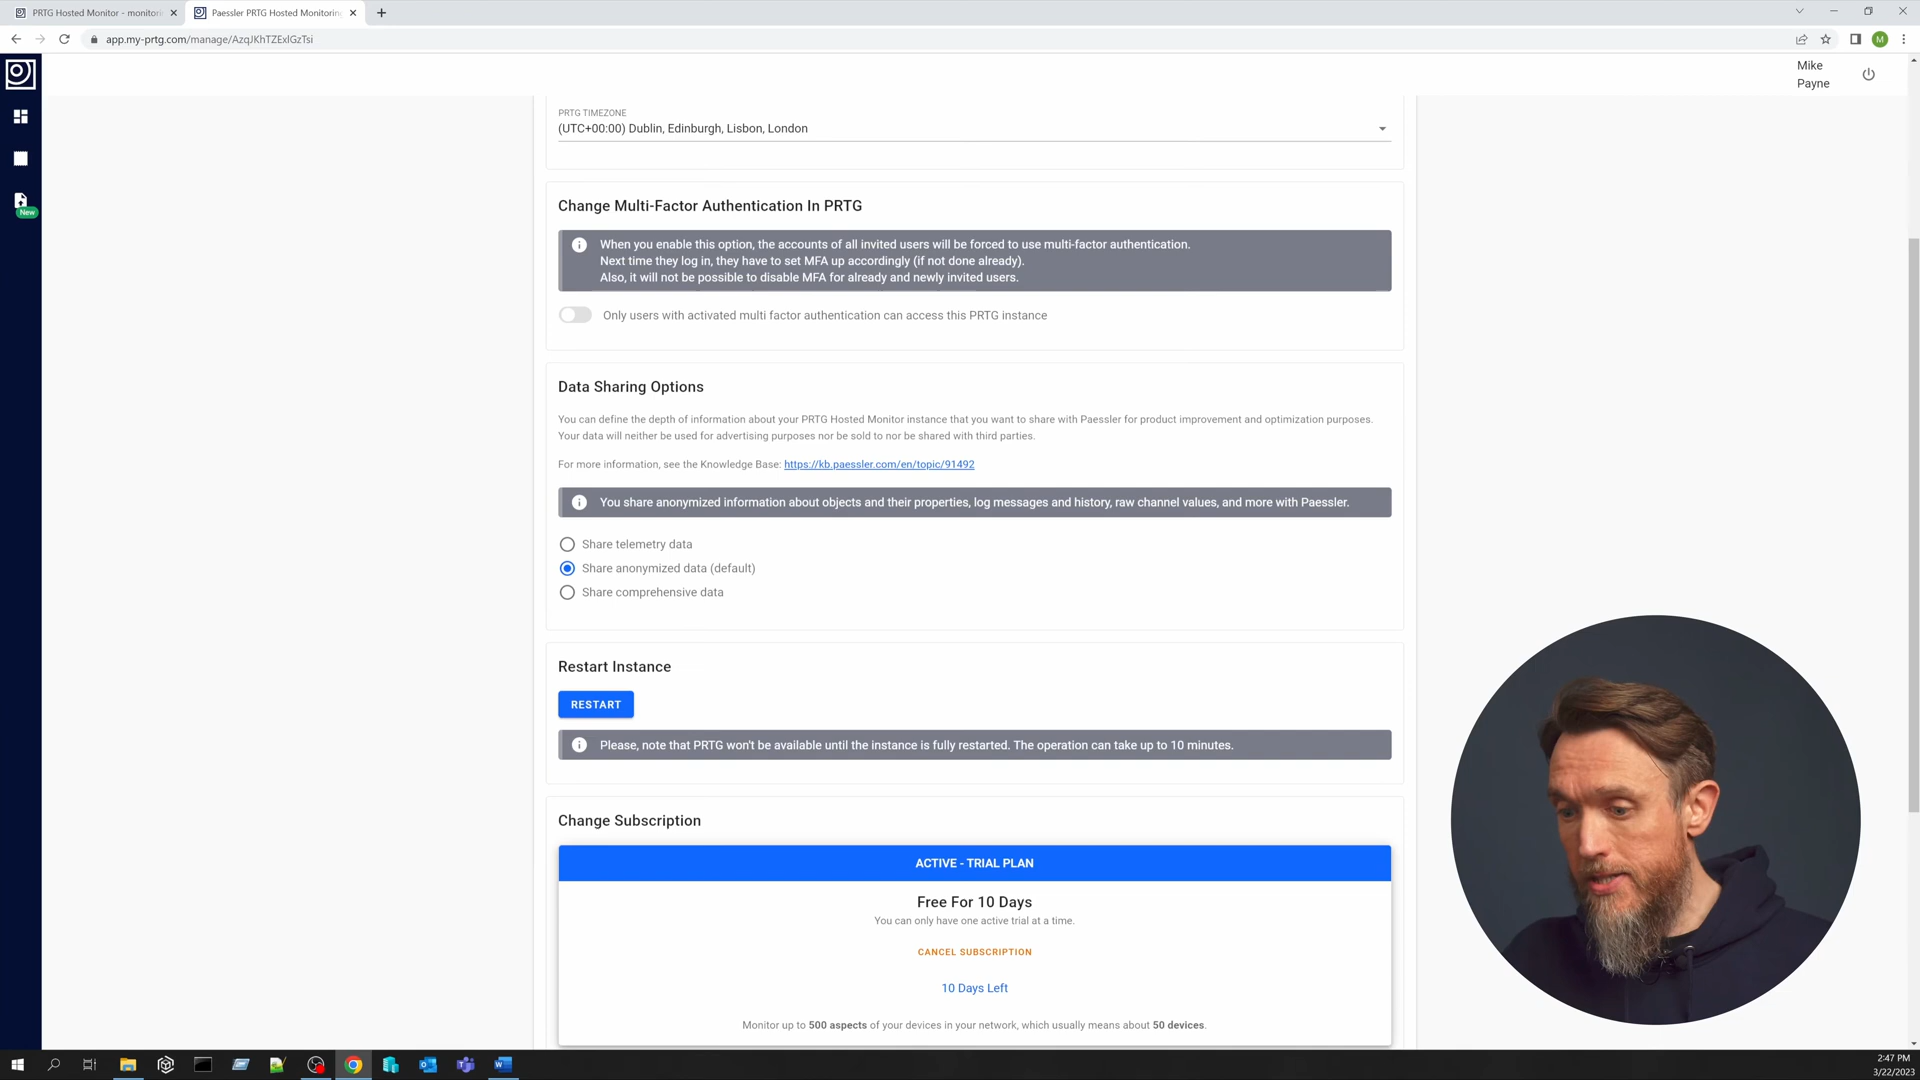 PRTG Hosted Monitor - monitorin
Paessler PRTG Hosted Monitoring
app.my-prtg.com/manage/AzqJKhTZExlGzTsi
M
Mike
Payne
New
PRTG TIMEZONE
(UTC+00:00) Dublin, Edinburgh, Lisbon, London
Change Multi-Factor Authentication In PRTG
When you enable this option, the accounts of all invited users will be forced to use multi-factor authentication.
Next time they log in, they have to set MFA up accordingly (if not done already).
Also, it will not be possible to disable MFA for already and newly invited users.
Only users with activated multi factor authentication can access this PRTG instance
Data Sharing Options
You can define the depth of information about your PRTG Hosted Monitor instance that you want to share with Paessler for product improvement and optimization purposes.
Your data will neither be used for advertising purposes nor be sold to nor be shared with third parties.
For more information, see the Knowledge Base: https://kb.paessler.com/en/topic/91492
You share anonymized information about objects and their properties, log messages and history, raw channel values, and more with Paessler.
Share telemetry data
Share anonymized data (default)
Share comprehensive data
Restart Instance
RESTART
Please, note that PRTG won't be available until the instance is fully restarted. The operation can take up to 10 minutes.
Change Subscription
ACTIVE - TRIAL PLAN
Free For 10 Days
You can only have one active trial at a time.
CANCEL SUBSCRIPTION
10 Days Left
Monitor up to 500 aspects of your devices in your network, which usually means about 50 devices.
2:47 PM
3/22/2023